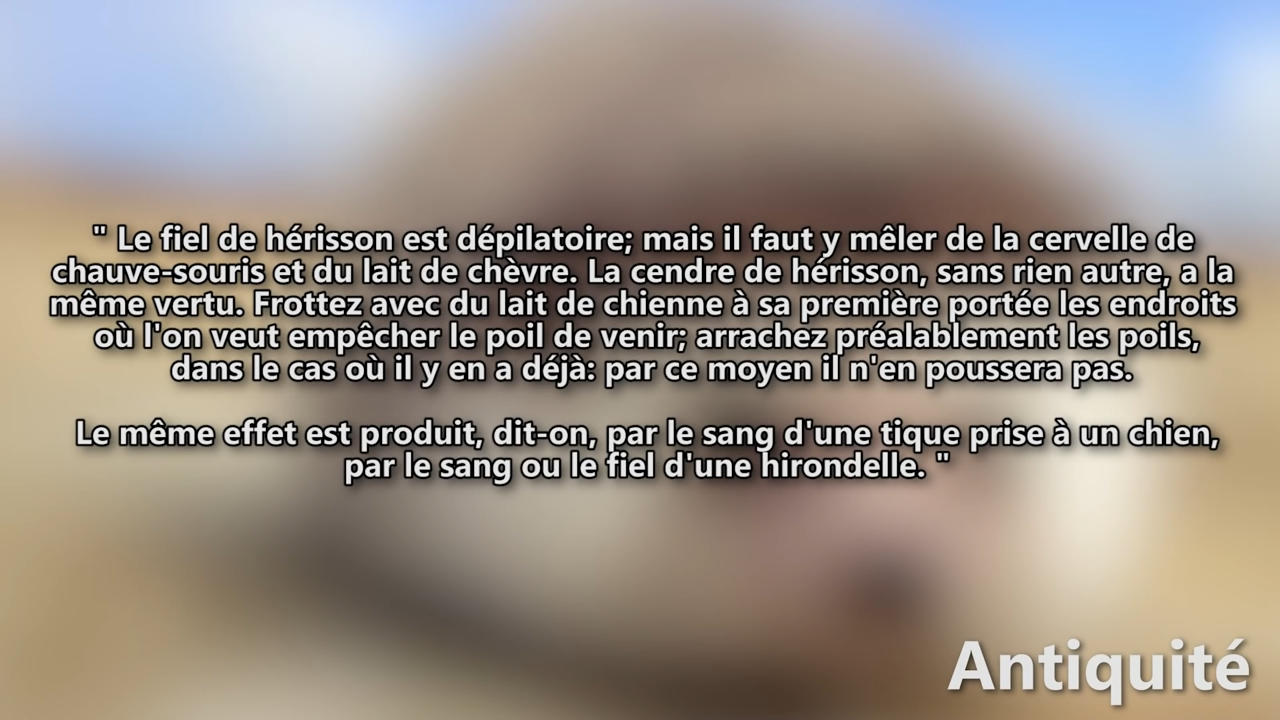 " Le fiel de hérisson est dépilatoire; mais il faut y mêler de la cervelle de
chauve-souris et du lait de chèvre. La cendre de hérisson, sans rien autre, a la
même vertu. Frottez avec du lait de chienne à sa première portée les endroits
où l'on veut empêcher le poil de venir; arrachez préalablement les poils,
dans le cas où il y en a déjà: par ce moyen il n'en poussera pas.
Le même effet est produit, dit-on, par le sang d'une tique prise à un chien,
par le sang ou le fiel d'une hirondelle. "
Antiquité